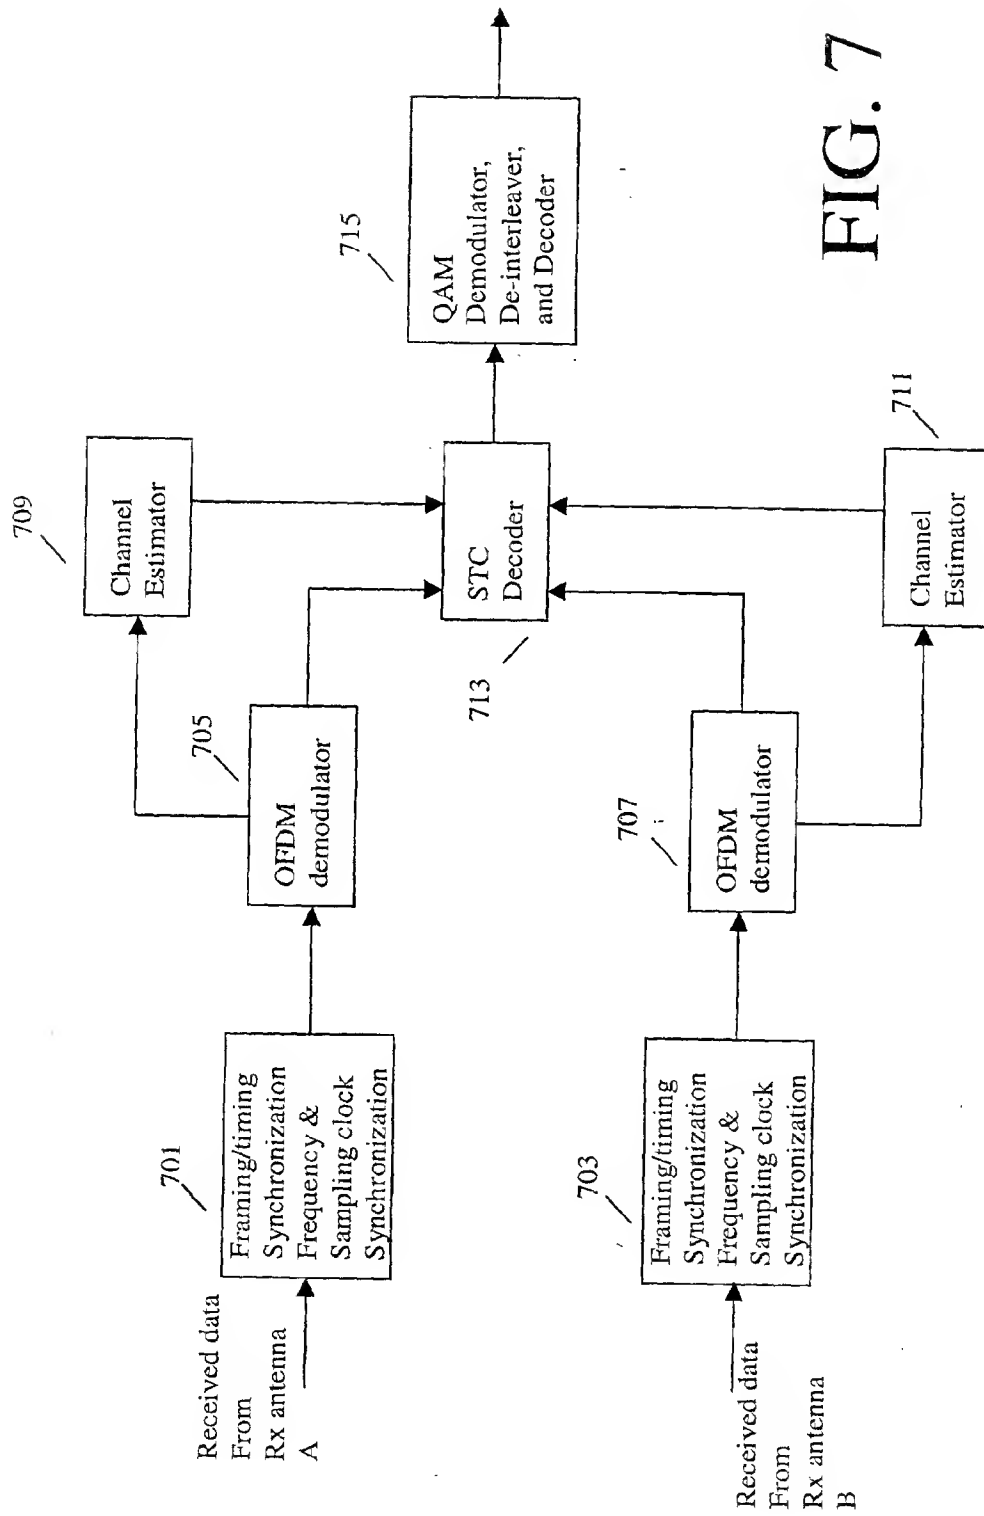 Received data
From
Rx antenna
A
701
Framing/timing
Synchronization
Frequency &
Sampling clock
Synchronization
705
OFDM
demodulator
709
Channel
Estimator
713
STC
Decoder
715
QAM
Demodulator,
De-interleaver,
and Decoder
Received data
From
Rx antenna
B
703
Framing/timing
Synchronization
Frequency &
Sampling clock
Synchronization
707
OFDM
demodulator
711
Channel
Estimator
FIG. 7